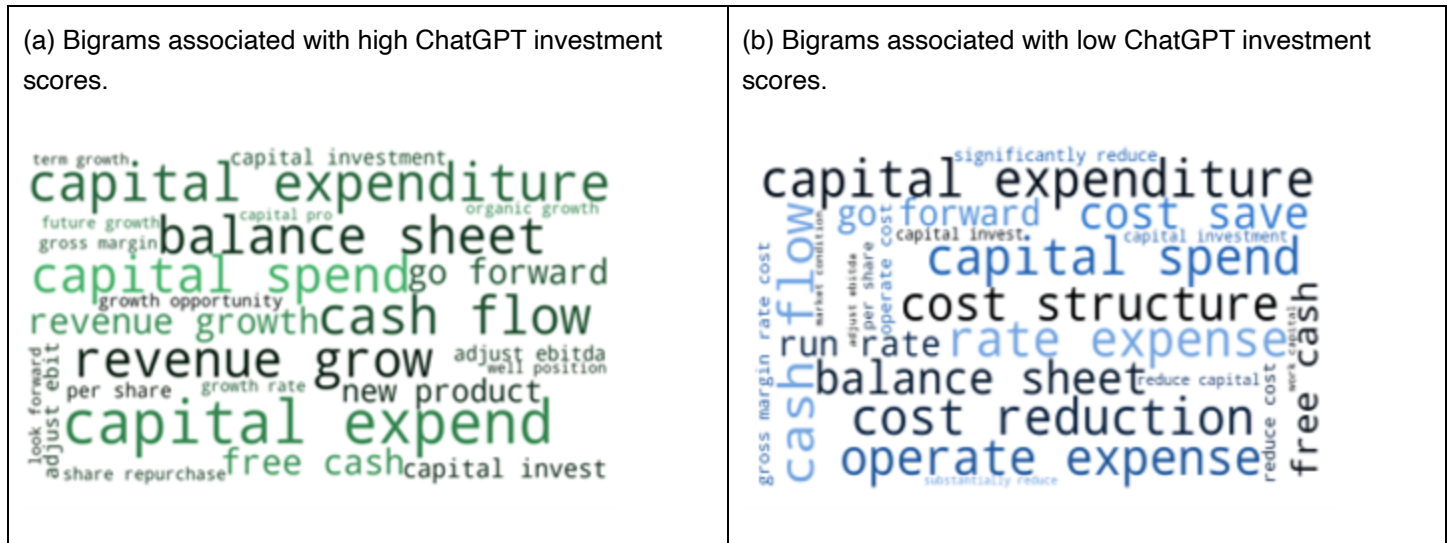 (a) Bigrams associated with high ChatGPT investment
scores.
term growth
capital investment
capital expenditure
future growth
capital pro
organic growth
gross margin
balance sheet
capital spend
go forward
growth opportunity
revenue growth
cash flow
revenue grow
adjust ebitda
well position
look forward
adjust ebit
per share
growth rate
new product
capital expend
share repurchase
free cash
capital invest
(b) Bigrams associated with low ChatGPT investment
scores.
significantly reduce
capital expenditure
go forward
cost save
capital invest
capital investment
capital spend
gross margin
rate cost
cash flow
market condition
adjust ebitda
per share
operate cost
cost structure
run rate
rate expense
balance sheet
reduce capital
cost reduction
operate expense
substantially reduce
reduce cost
work capital
free cash